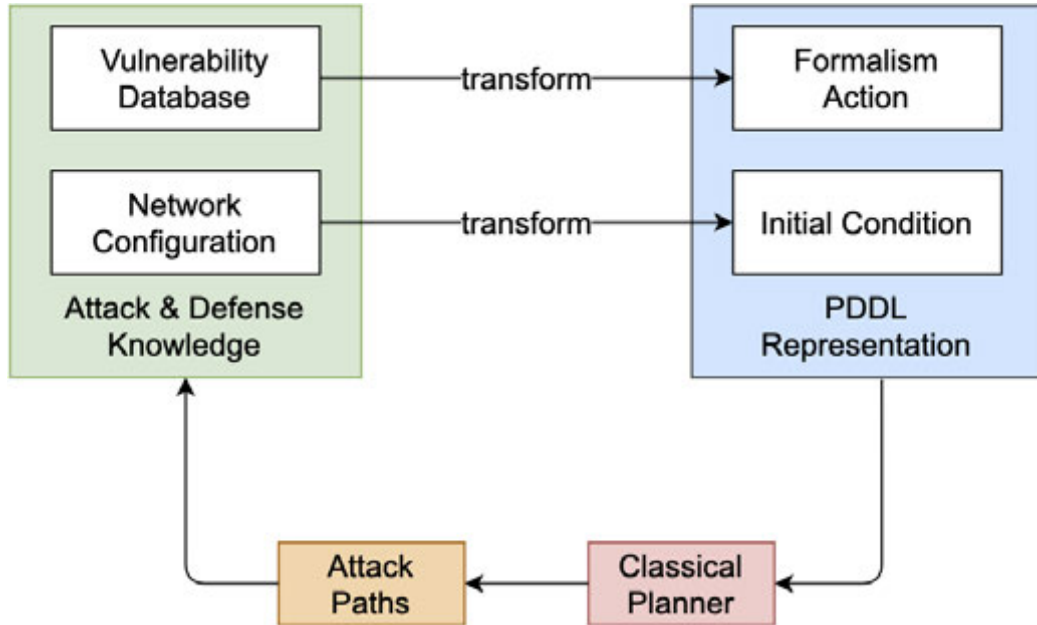 Vulnerability
Database
transform
Formalism
Action
Network
Configuration
transform
Initial Condition
Attack & Defense
Knowledge
PDDL
Representation
Attack
Paths
Classical
Planner